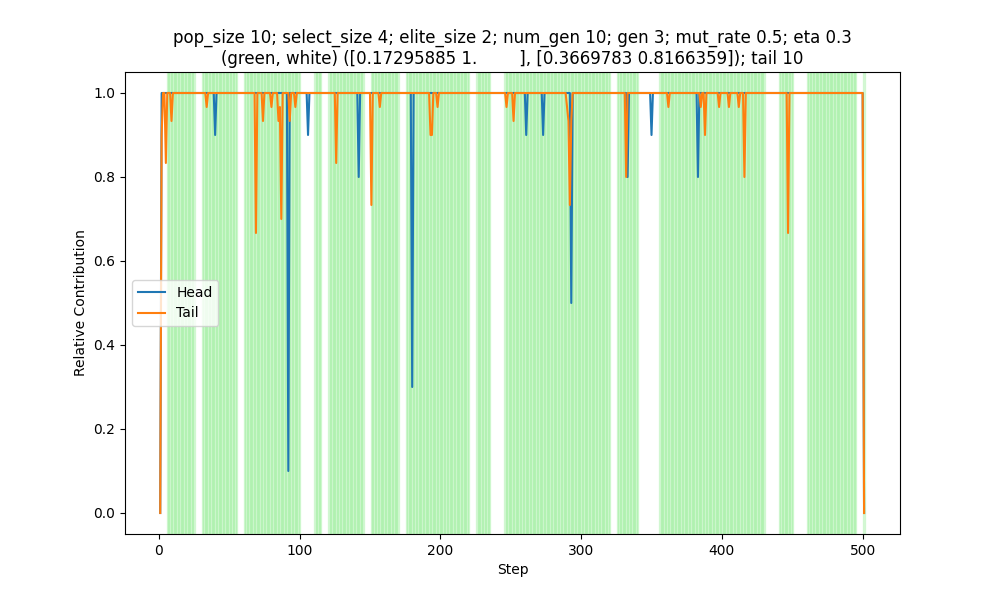 pop_size 10; select_size 4; elite_size 2; num_gen 10; gen 3; mut_rate 0.5; eta 0.3
(green, white) ([0.17295885 1.        ], [0.3669783 0.8166359]); tail 10
1.0
0.8
0.6
0.4
0.2
0.0
Relative Contribution
Head
Tail
0 100 200 300 400 500
Step